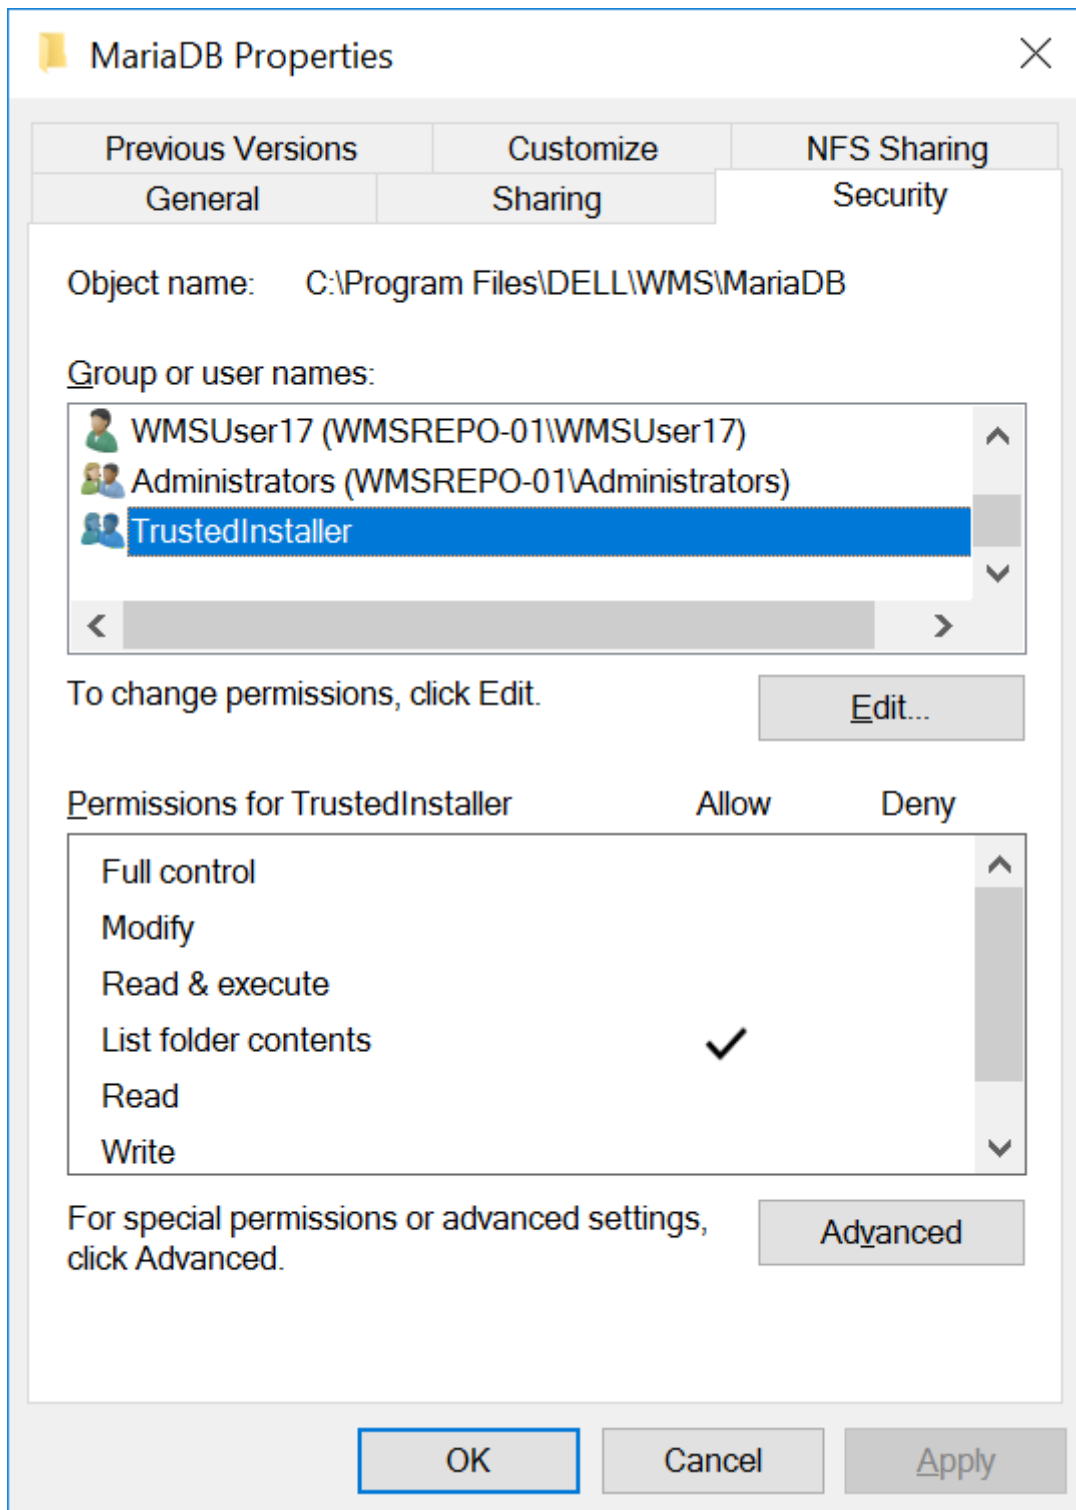 MariaDB Properties
Previous Versions Customize NFS Sharing
General Sharing Security
Object name: C:\Program Files\DELL\WMS\MariaDB
Group or user names:
WMSUser17 (WMSREPO-01\WMSUser17)
Administrators (WMSREPO-01\Administrators)
TrustedInstaller
To change permissions, click Edit.
Edit...
Permissions for TrustedInstaller Allow Deny
Full control
Modify
Read & execute
List folder contents
Read
Write
For special permissions or advanced settings,
click Advanced.
Advanced
OK Cancel Apply